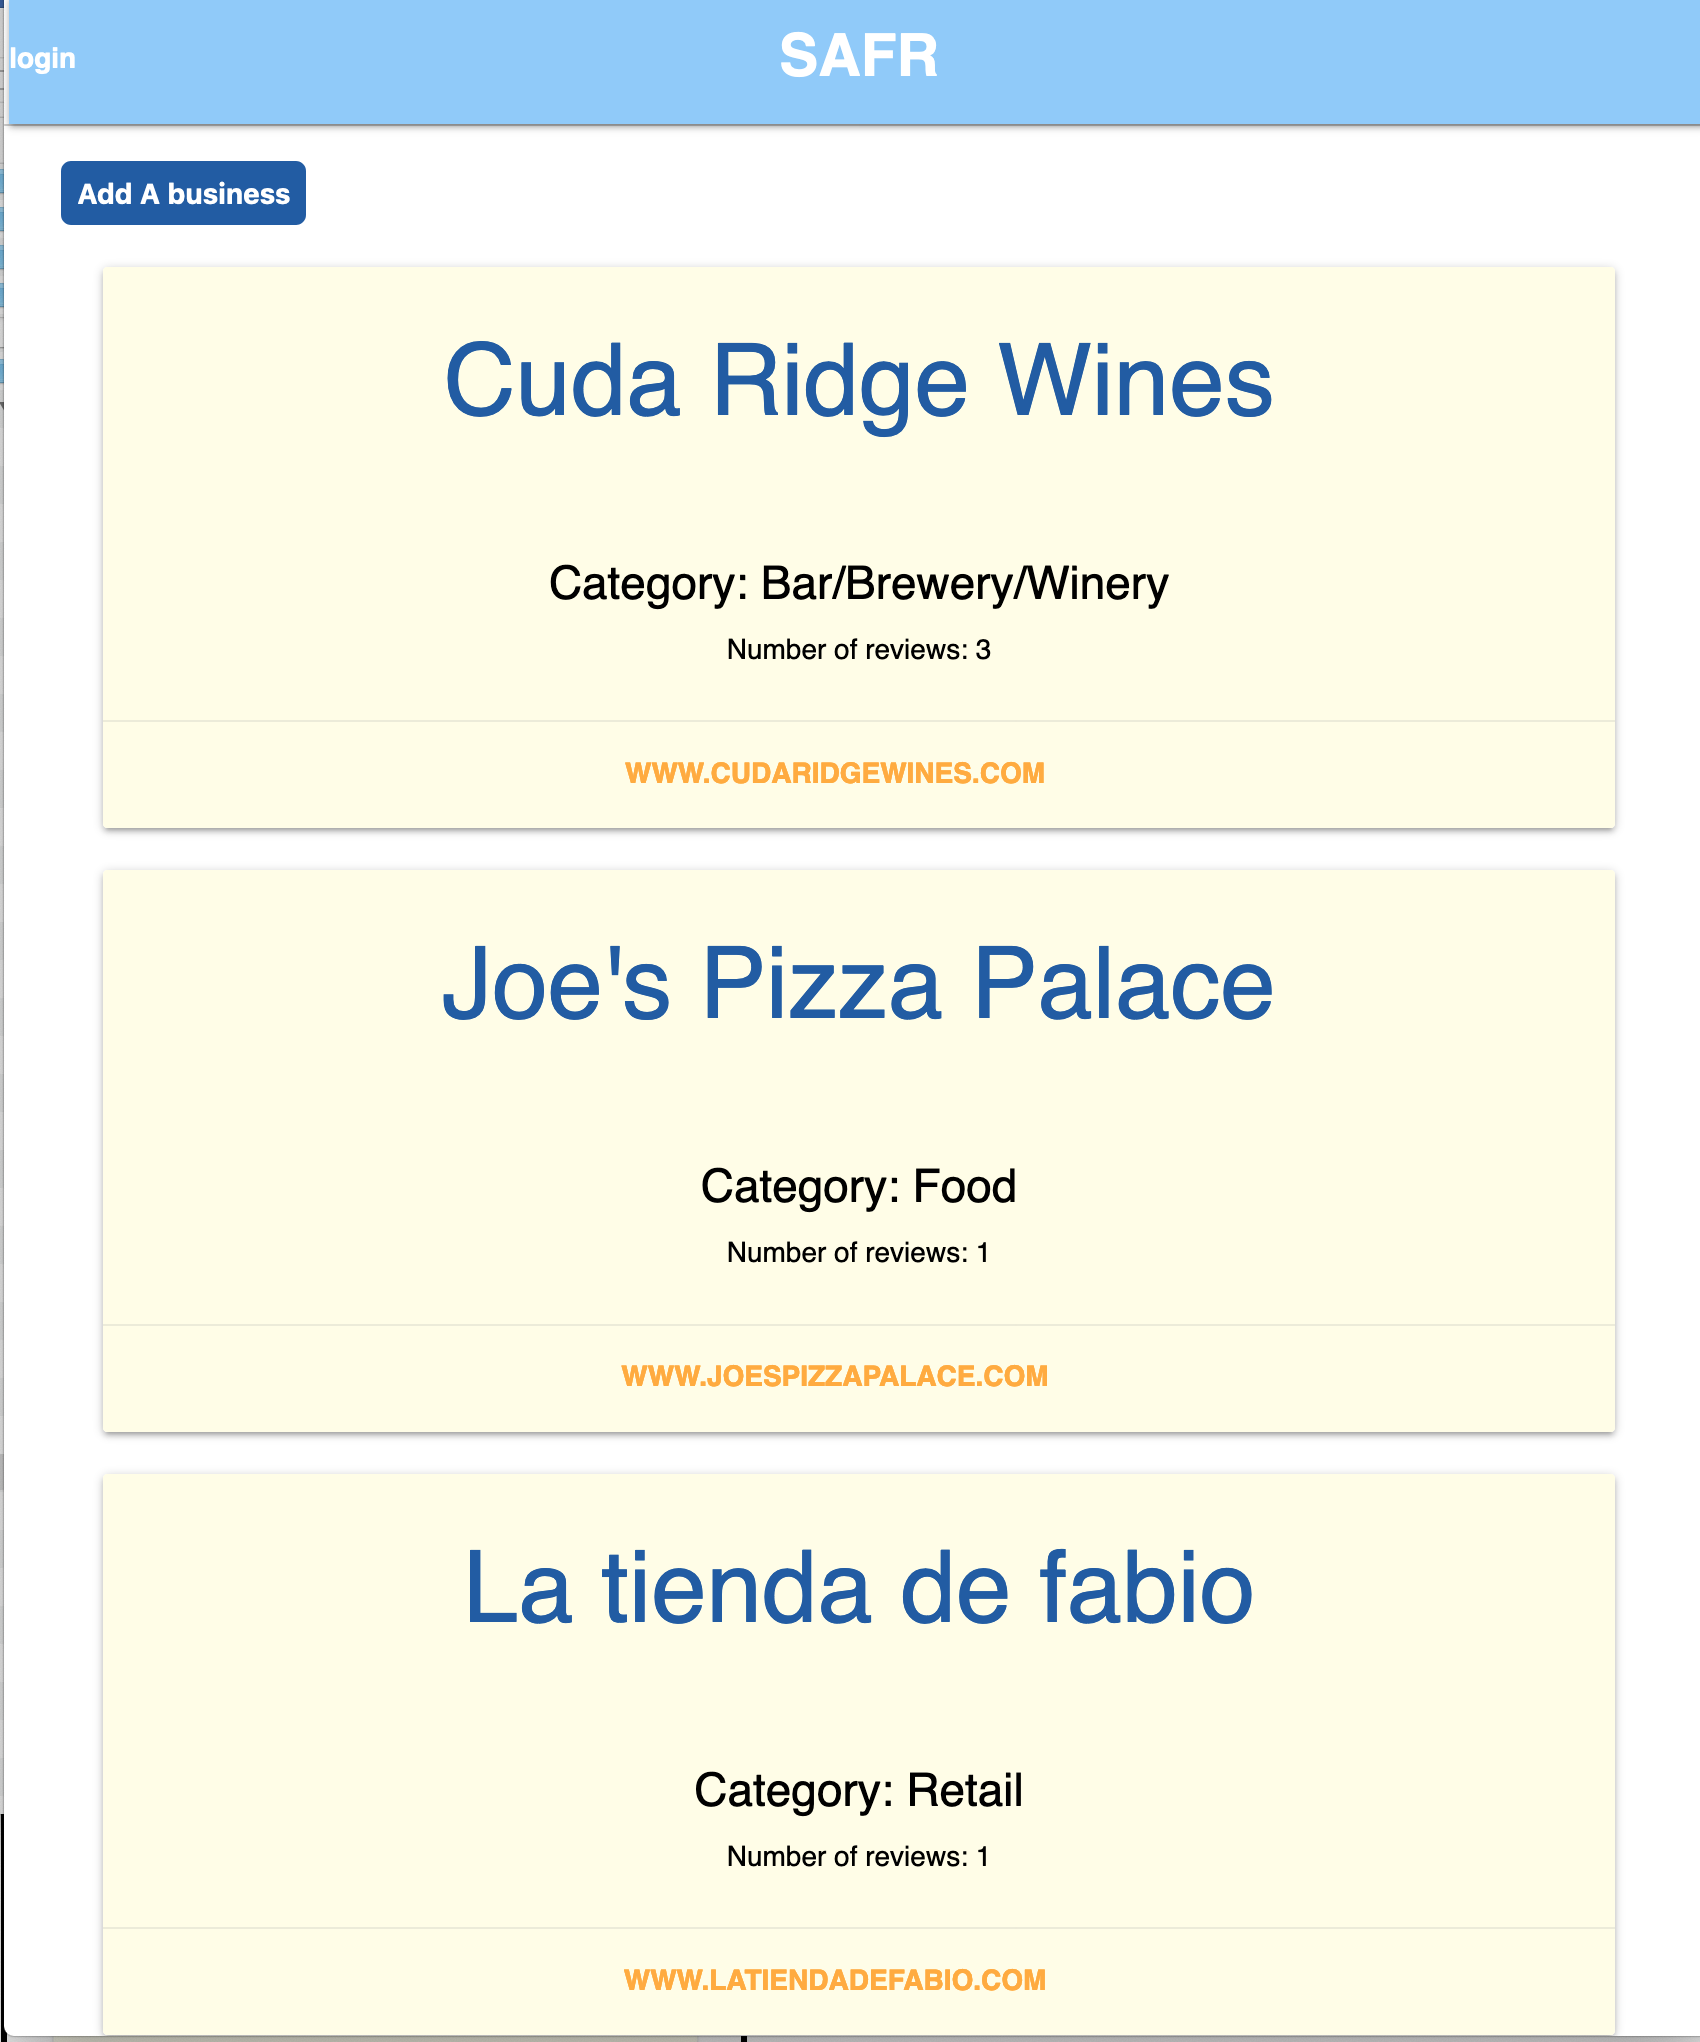 login
SAFR
Add A business
Cuda Ridge Wines
Category: Bar/Brewery/Winery
Number of reviews: 3
WWW.CUDARIDGEWINES.COM
Joe's Pizza Palace
Category: Food
Number of reviews: 1
WWW.JOESPIZZAPALACE.COM
La tienda de fabio
Category: Retail
Number of reviews: 1
WWW.LATIENDADEFABIO.COM